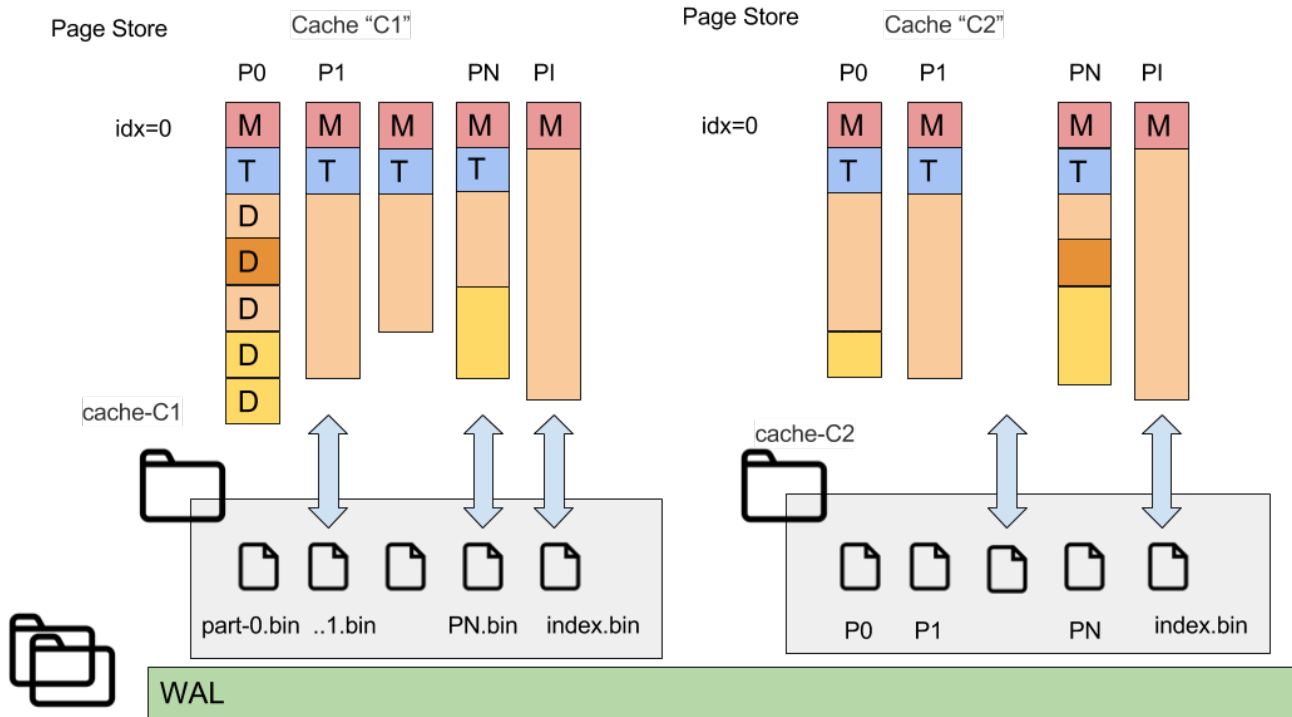 Page Store
Cache “C1”
P0 P1 PN PI
idx=0
M M M M M
T T T T
D
D
D
D
D
cache-C1
part-0.bin ..1.bin PN.bin index.bin
Page Store
Cache “C2”
P0 P1 PN PI
idx=0
M M M M
T T T
cache-C2
P0 P1 PN index.bin
WAL